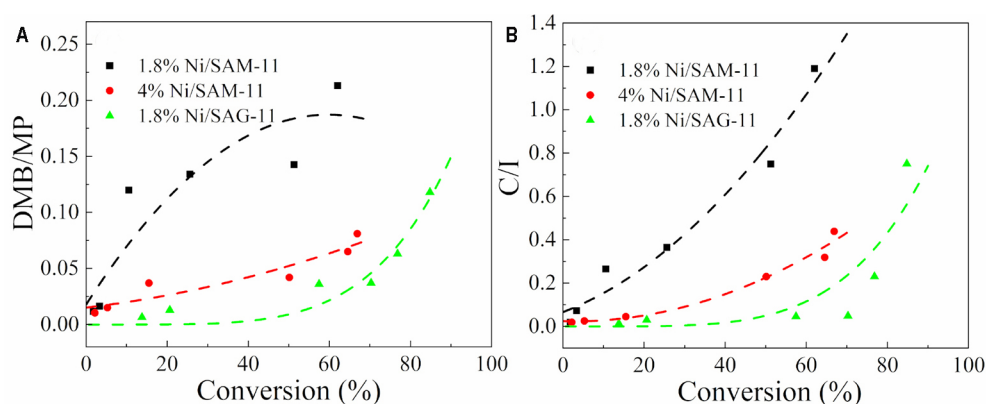 A
DMB/MP
0.25
0.20
0.15
0.10
0.05
0.00
1.8% Ni/SAM-11
4% Ni/SAM-11
1.8% Ni/SAG-11
0 20 40 60 80 100
Conversion (%)
B
C/I
1.4
1.2
1.0
0.8
0.6
0.4
0.2
0.0
1.8% Ni/SAM-11
4% Ni/SAM-11
1.8% Ni/SAG-11
0 20 40 60 80 100
Conversion (%)